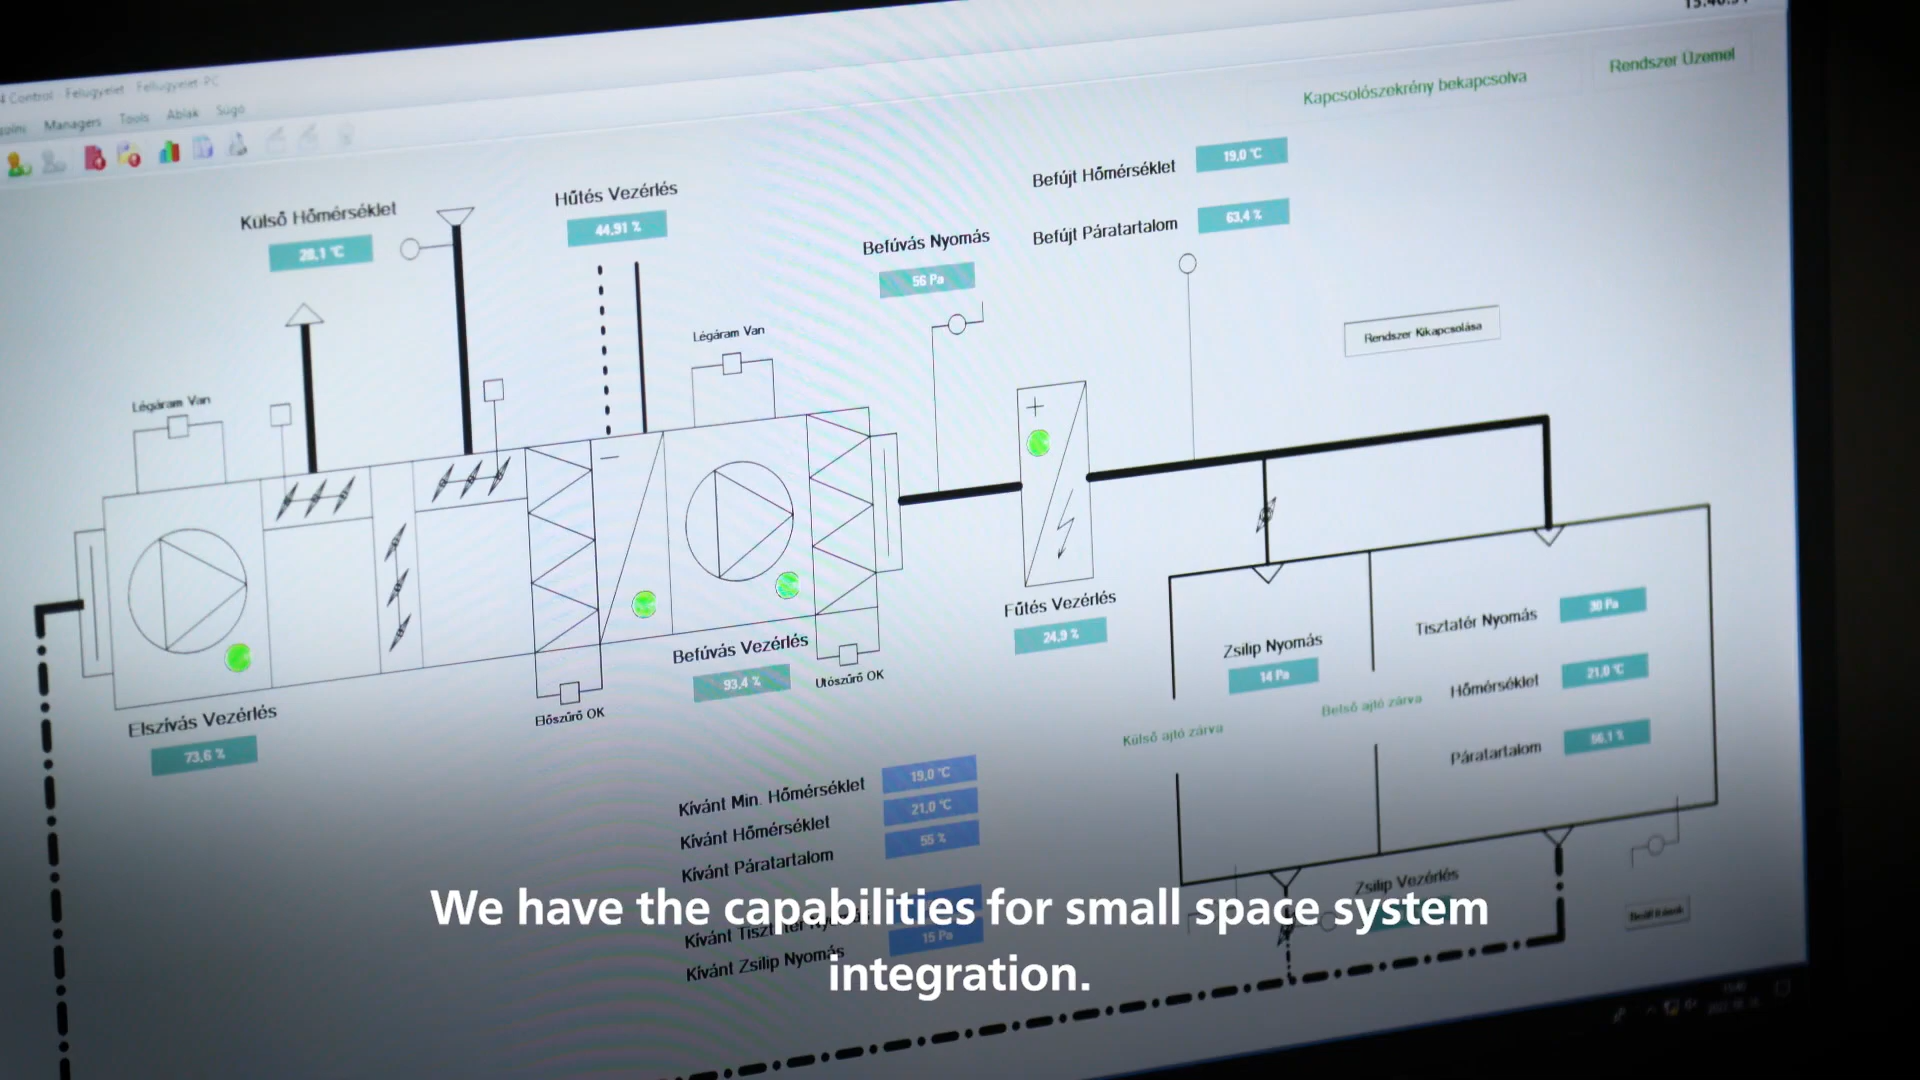 Control - Felugyelet Fellugyelet-PC
Managers Tools Ablak Súgó
Kapcsolószekrény bekapcsolva
Rendszer Üzemel
Külső Hőmérséklet
28,1 °C
Hűtés Vezérlés
44,91 %
Befúvás Nyomás
56 Pa
Befújt Hőmérséklet
19,0 °C
Befújt Páratartalom
63,4 %
Rendszer Kikapcsolása
Légáram Van
Légáram Van
Elszívás Vezérlés
73,6 %
Előszűrő OK
Befúvás Vezérlés
93,4 %
Utószűrő OK
Fűtés Vezérlés
24,9 %
Zsilip Nyomás
14 Pa
Tisztatér Nyomás
30 Pa
Hőmérséklet
21,0 °C
Páratartalom
56,1 %
Külső ajtó zárva
Belső ajtó zárva
Kívánt Min. Hőmérséklet
19,0 °C
Kívánt Hőmérséklet
21,0 °C
Kívánt Páratartalom
55 %
Kívánt
Kívánt Zsilip Nyomás
15 Pa
Zsilip Vezérlés
We have the capabilities for small space system
integration.